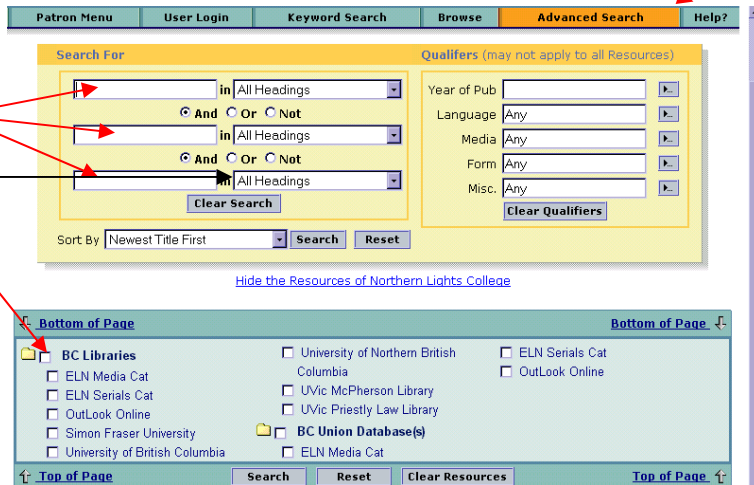 Patron Menu User Login Keyword Search Browse Advanced Search Help?
Search For
in All Headings
And Or Not
in All Headings
And Or Not
in All Headings
Clear Search
Sort By Newest Title First Search Reset
Qualifers (may not apply to all Resources)
Year of Pub
Language Any
Media Any
Form Any
Misc. Any
Clear Qualifiers
Hide the Resources of Northern Lights College
Bottom of Page Bottom of Page
BC Libraries
ELN Media Cat
ELN Serials Cat
OutLook Online
Simon Fraser University
University of British Columbia
University of Northern British
Columbia
UVic McPherson Library
UVic Priestly Law Library
BC Union Database(s)
ELN Media Cat
ELN Serials Cat
OutLook Online
Top of Page Search Reset Clear Resources Top of Page